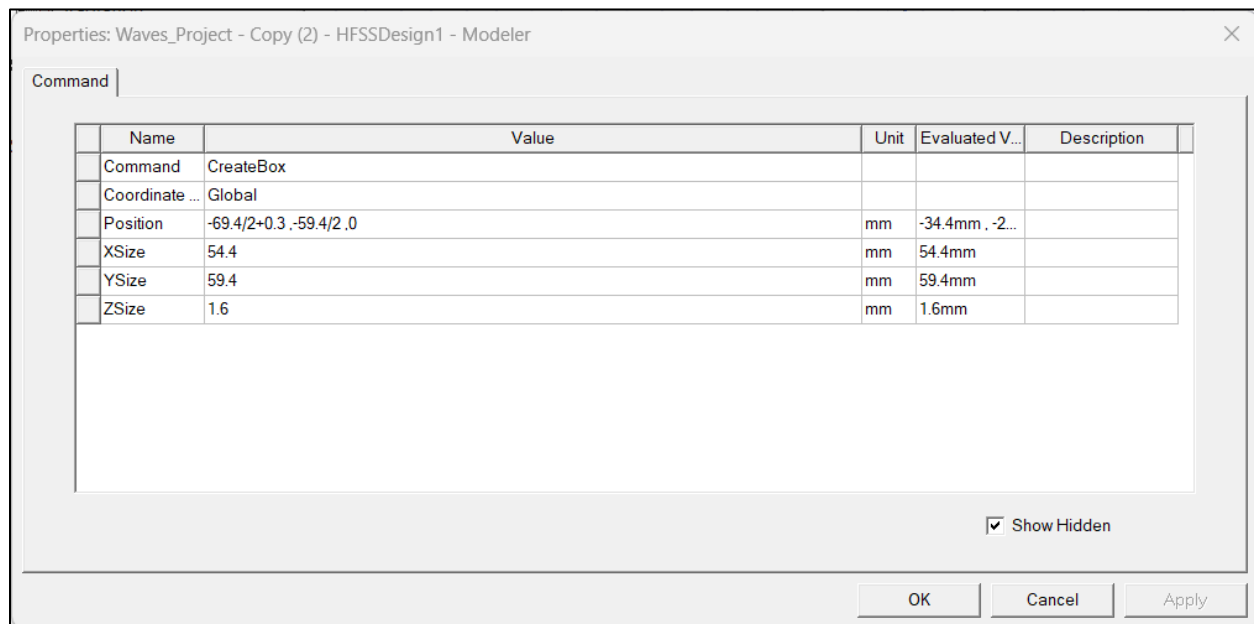 Properties: Waves_Project - Copy (2) - HFSSDesign1 - Modeler
Command
Name Value Unit Evaluated V... Description
Command CreateBox
Coordinate ... Global
Position -69.4/2+0.3 ,-59.4/2 ,0 mm -34.4mm , -2...
XSize 54.4 mm 54.4mm
YSize 59.4 mm 59.4mm
ZSize 1.6 mm 1.6mm
Show Hidden
OK Cancel Apply